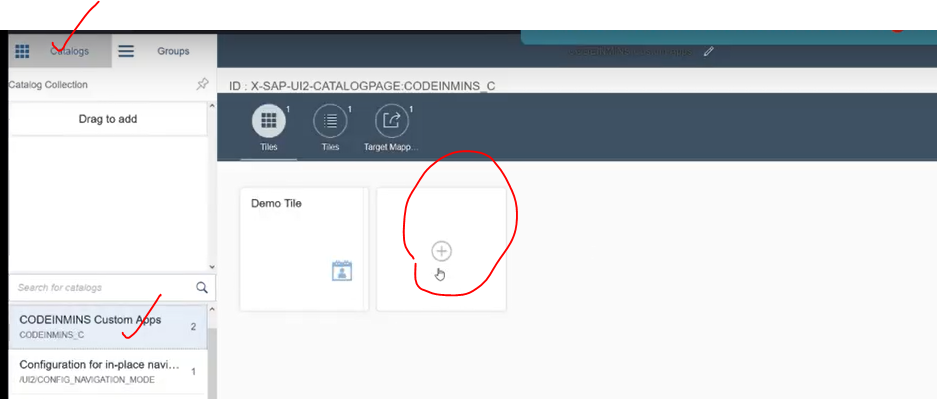 Catalogs
Groups
Catalog Collection
ID : X-SAP-UI2-CATALOGPAGE:CODEINMINS_C
Drag to add
1
1
1
Tiles
Tiles
Target Mapp...
Demo Tile
Search for catalogs
CODEINMINS Custom Apps
2
CODEINMINS_C
Configuration for in-place navi...
1
/UI2/CONFIG_NAVIGATION_MODE